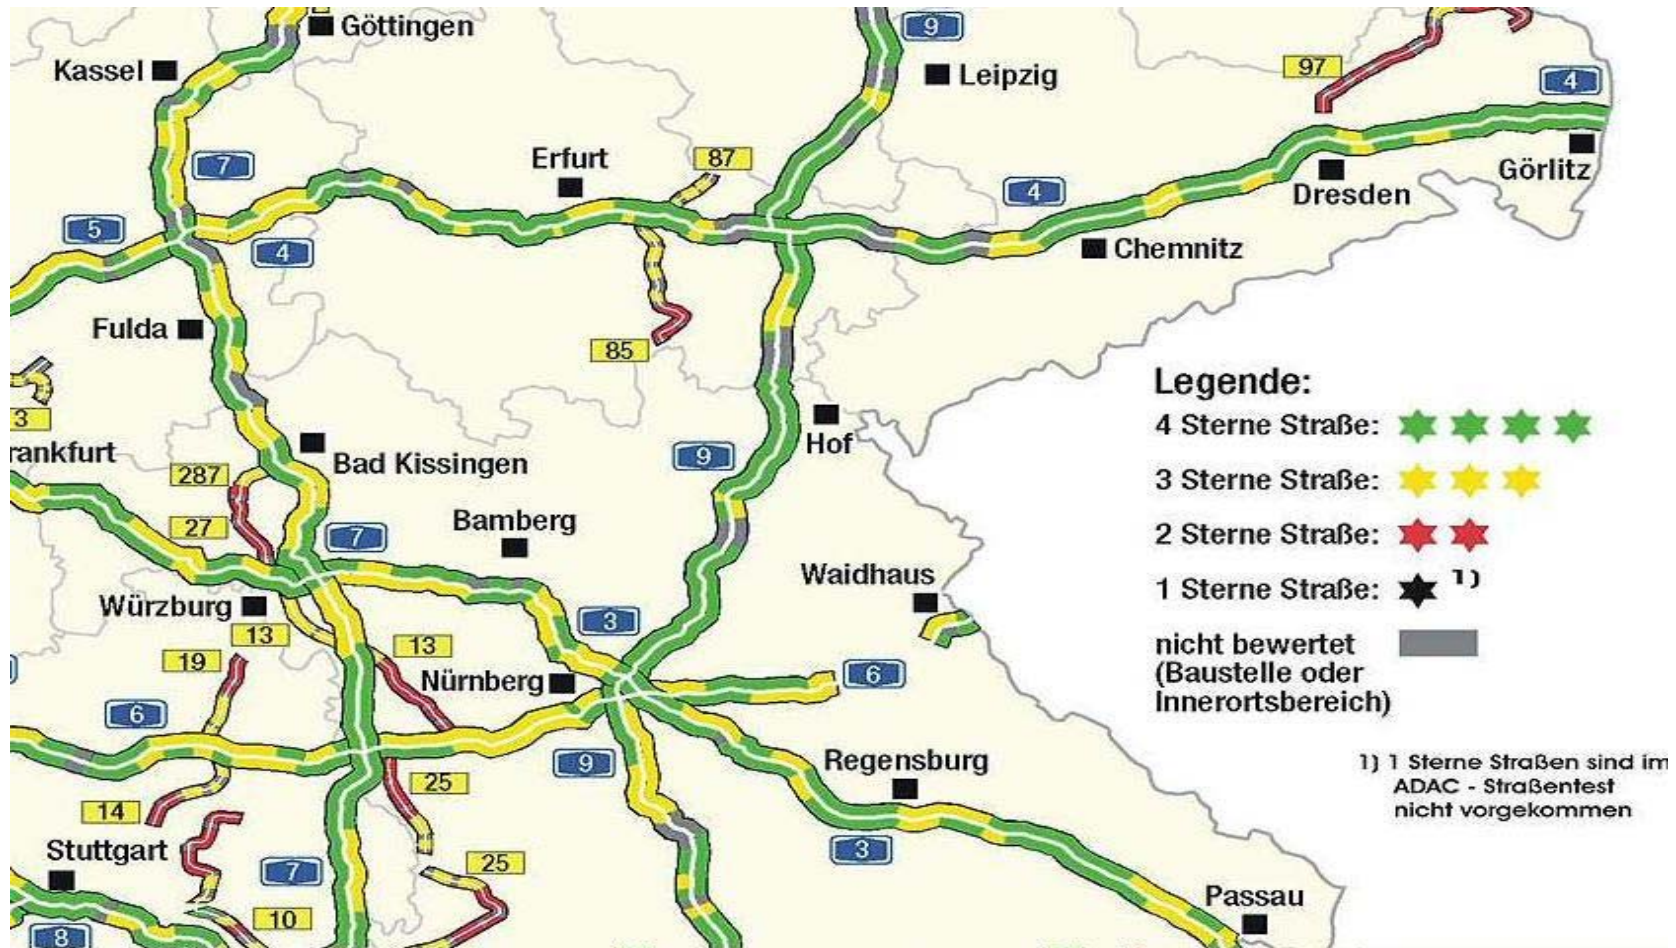 Göttingen
9
Kassel
Leipzig
97
4
Erfurt
87
7
Görlitz
4
Dresden
5
4
Chemnitz
Fulda
85
Legende:
3
Hof
4 Sterne Straße:
rankfurt
9
Bad Kissingen
287
3 Sterne Straße:
Bamberg
27
7
2 Sterne Straße:
Waidhaus
1 Sterne Straße: 1)
Würzburg
3
13
13
19
nicht bewertet
(Baustelle oder
Innerortsbereich)
Nürnberg
6
6
9
Regensburg
25
1) 1 Sterne Straßen sind im
ADAC - Straßentest
nicht vorgekommen
14
Stuttgart
3
25
7
Passau
10
8